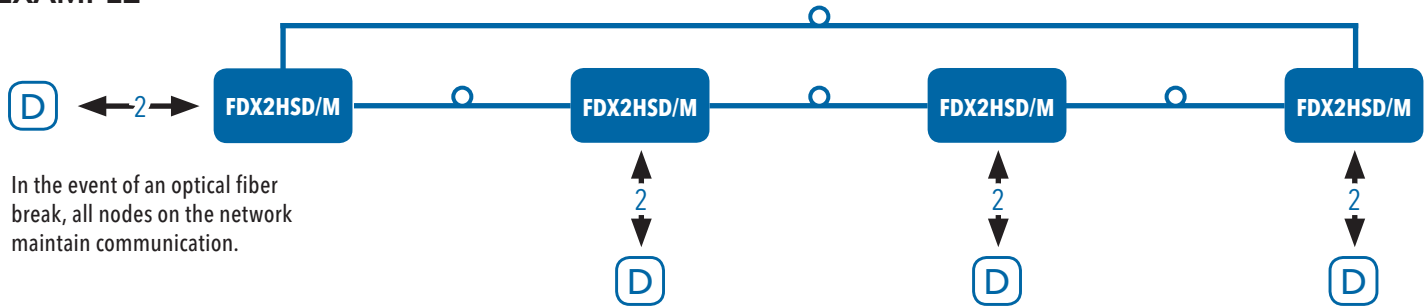 D
2
FDX2HSD/M
FDX2HSD/M
FDX2HSD/M
FDX2HSD/M
In the event of an optical fiber
break, all nodes on the network
maintain communication.
2
2
2
D
D
D